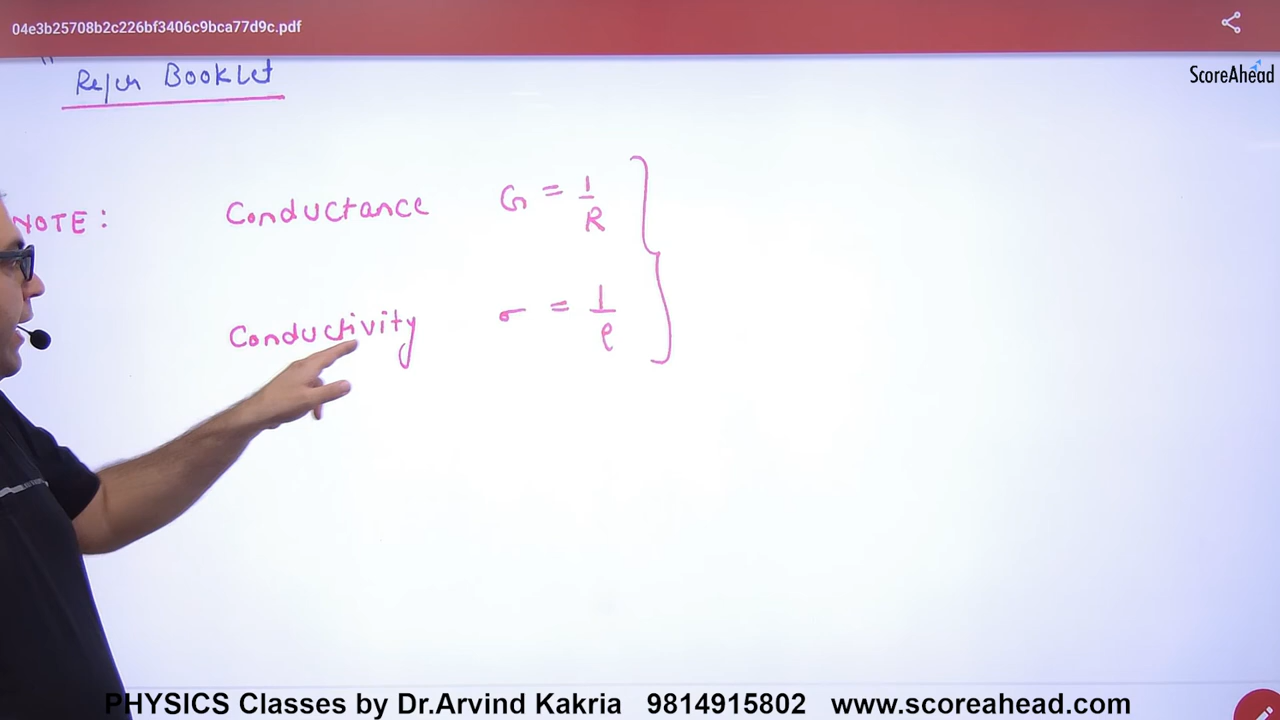 04e3b25708b2c226bf3406c9bca77d9c.pdf
ScoreAhead
Refer Booklet
NOTE: Conductance G = 1/R
Conductivity σ = 1/ρ
PHYSICS Classes by Dr.Arvind Kakria 9814915802 www.scoreahead.com